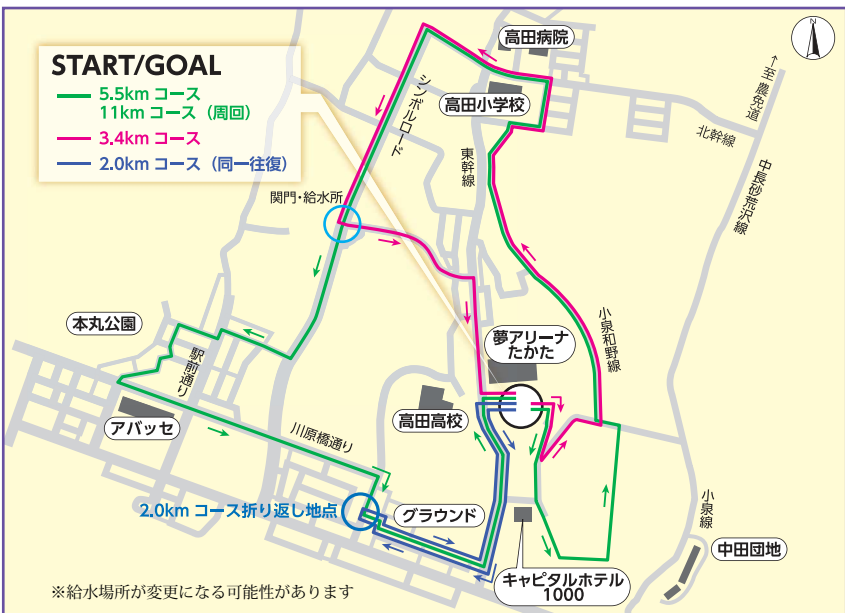 START/GOAL
5.5km コース
11km コース（周回）
3.4km コース
2.0km コース（同一往復）
N
高田病院
高田小学校
シンボルロード
東幹線
北幹線
→至 農免道
中長砂荒沢線
関門・給水所
小泉和野線
本丸公園
駅前通り
夢アリーナ
たかた
アバッセ
高田高校
川原橋通り
2.0km コース折り返し地点
グラウンド
小泉線
キャピタルホテル
1000
中田団地
※給水場所が変更になる可能性があります